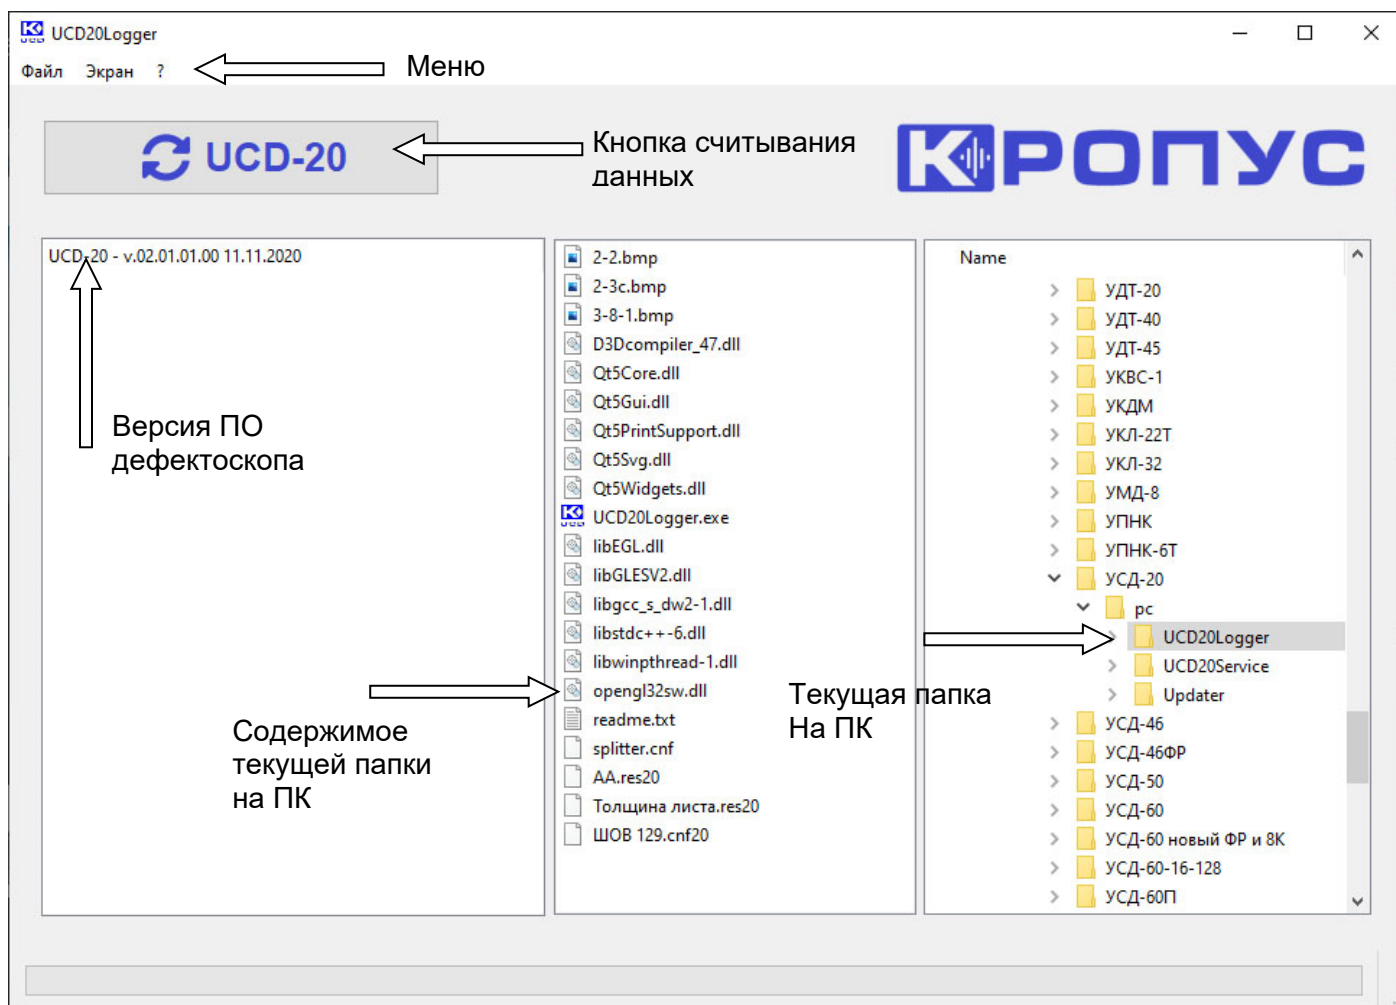 UCD20Logger
Файл Экран ?
Меню
UCD-20
Кнопка считывания
данных
КРОПУС
UCD-20 - v.02.01.01.00 11.11.2020
Версия ПО
дефектоскопа
2-2.bmp
2-3c.bmp
3-8-1.bmp
D3Dcompiler_47.dll
Qt5Core.dll
Qt5Gui.dll
Qt5PrintSupport.dll
Qt5Svg.dll
Qt5Widgets.dll
UCD20Logger.exe
libEGL.dll
libGLESV2.dll
libgcc_s_dw2-1.dll
libstdc++-6.dll
libwinpthread-1.dll
opengl32sw.dll
readme.txt
splitter.cnf
AA.res20
Толщина листа.res20
ШОВ 129.cnf20
Содержимое
текущей папки
на ПК
Name
УДТ-20
УДТ-40
УДТ-45
УКВС-1
УКДМ
УКЛ-22Т
УКЛ-32
УМД-8
УПНК
УПНК-6Т
УСД-20
pc
UCD20Logger
UCD20Service
Updater
УСД-46
УСД-46ФР
УСД-50
УСД-60
УСД-60 новый ФР и 8К
УСД-60-16-128
УСД-60П
Текущая папка
На ПК